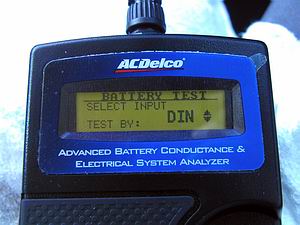 ACDelco
BATTERY TEST
SELECT INPUT
TEST BY: DIN
ADVANCED BATTERY CONDUCTANCE &
ELECTRICAL SYSTEM ANALYZER